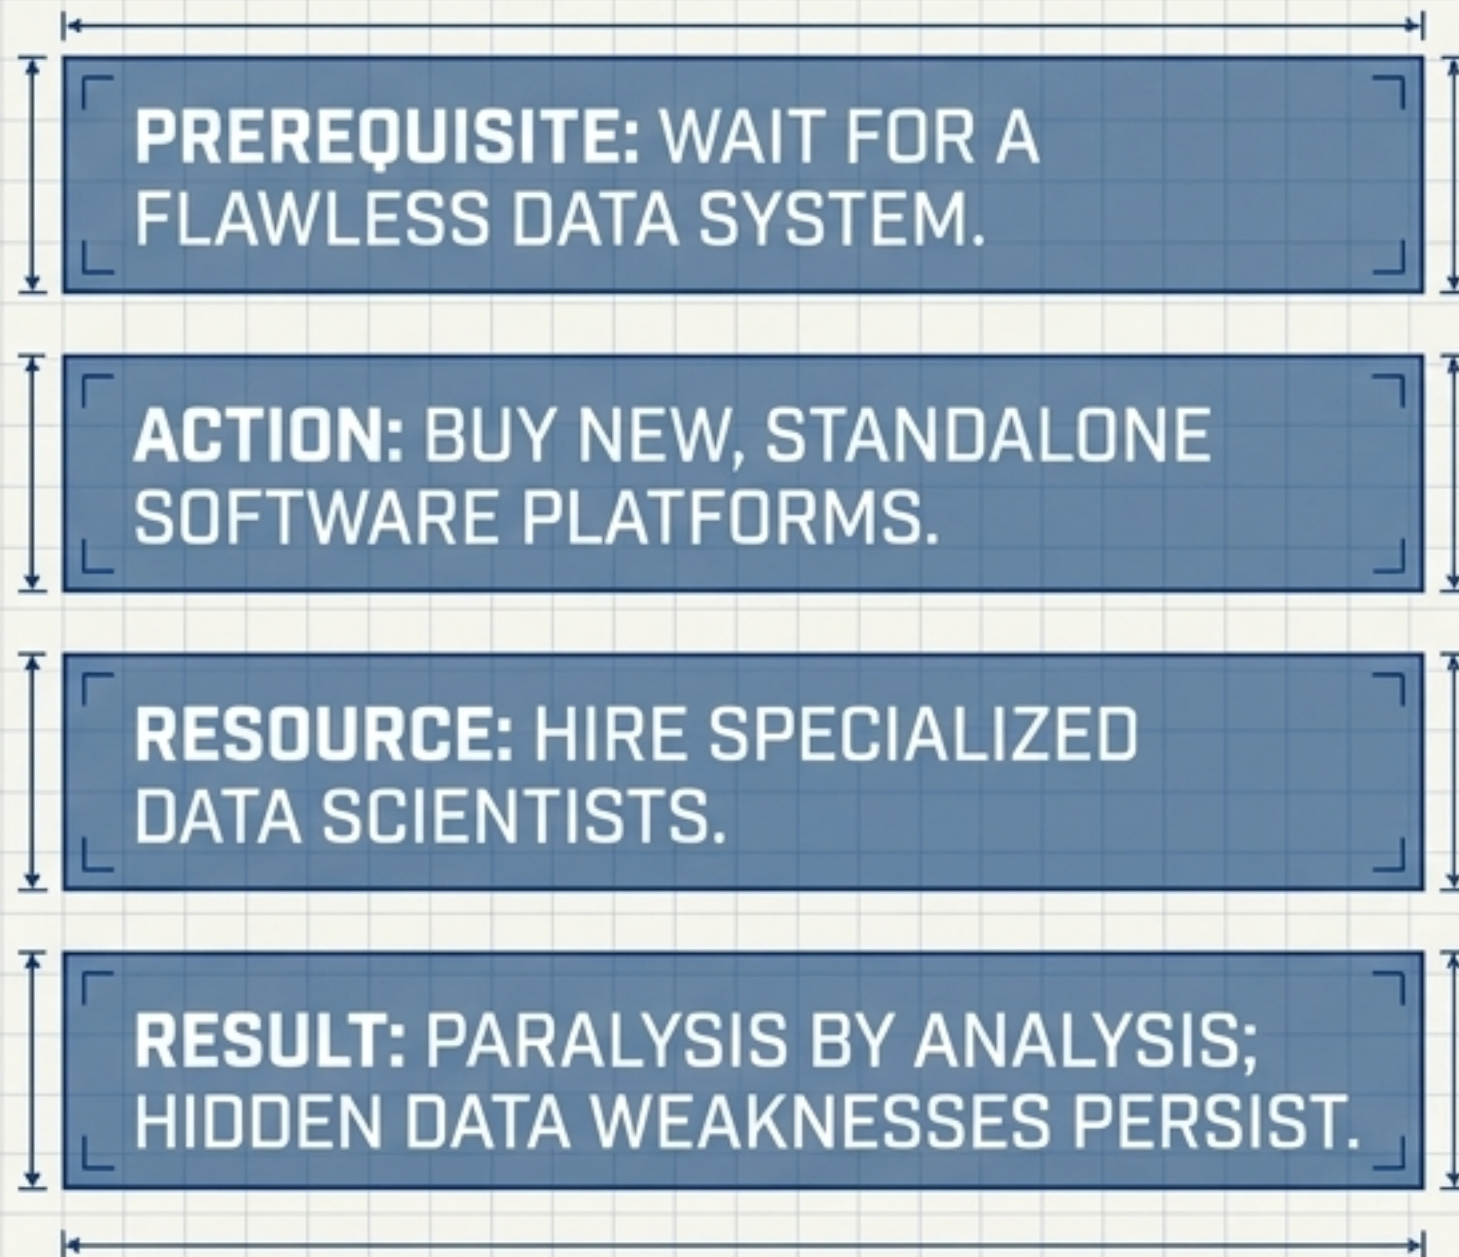 PREREQUISITE: WAIT FOR A
FLAWLESS DATA SYSTEM.
ACTION: BUY NEW, STANDALONE
SOFTWARE PLATFORMS.
RESOURCE: HIRE SPECIALIZED
DATA SCIENTISTS.
RESULT: PARALYSIS BY ANALYSIS;
HIDDEN DATA WEAKNESSES PERSIST.